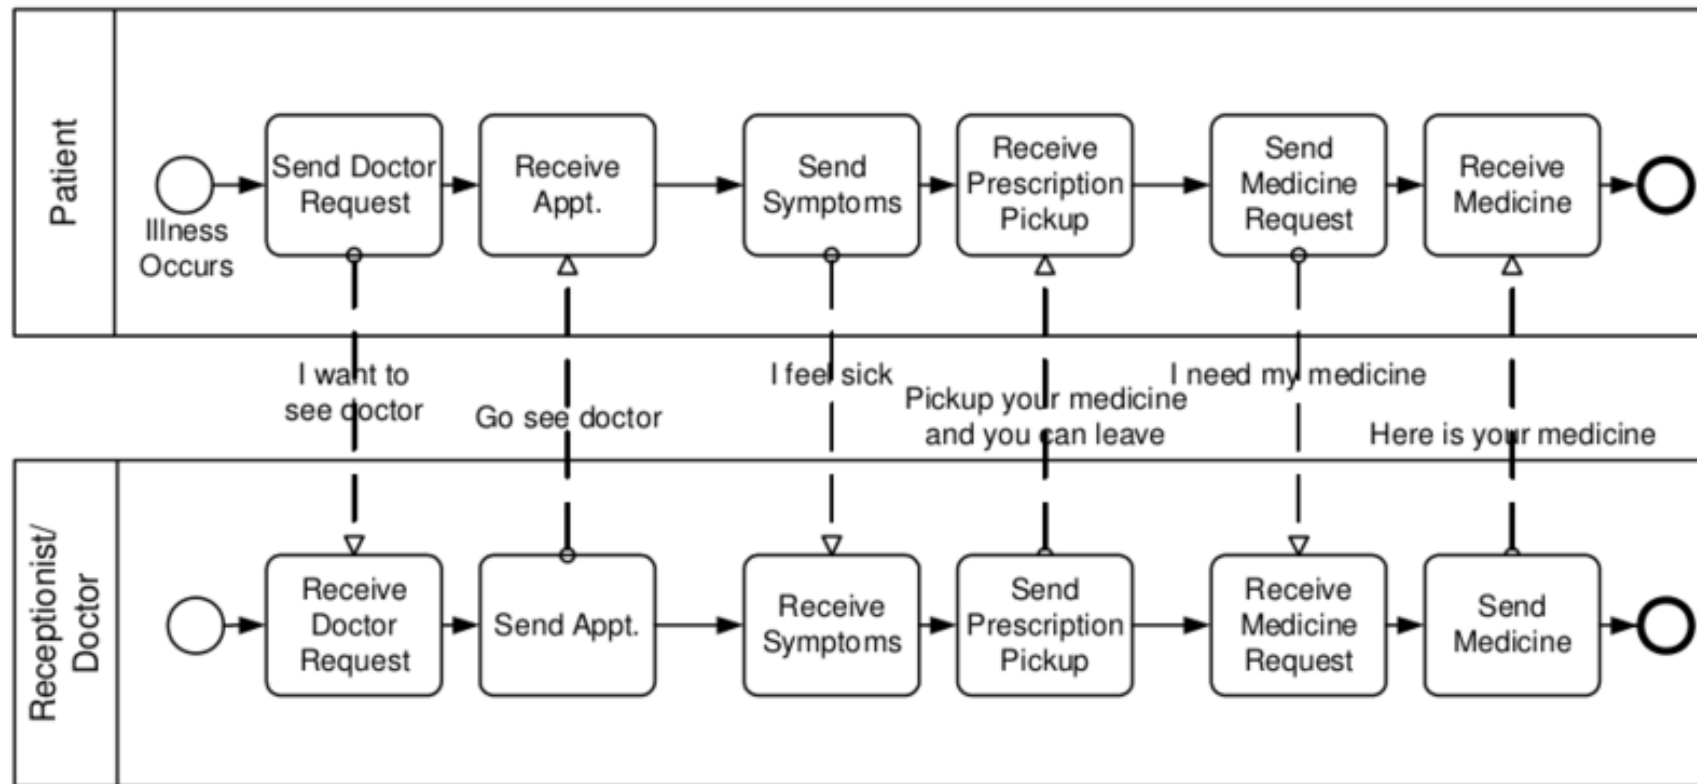 Patient
Illness
Occurs
Send Doctor
Request
Receive
Appt.
Send
Symptoms
Receive
Prescription
Pickup
Send
Medicine
Request
Receive
Medicine
I want to
see doctor
Go see doctor
I feel sick
Pickup your medicine
and you can leave
I need my medicine
Here is your medicine
Receptionist/
Doctor
Receive
Doctor
Request
Send Appt.
Receive
Symptoms
Send
Prescription
Pickup
Receive
Medicine
Request
Send
Medicine